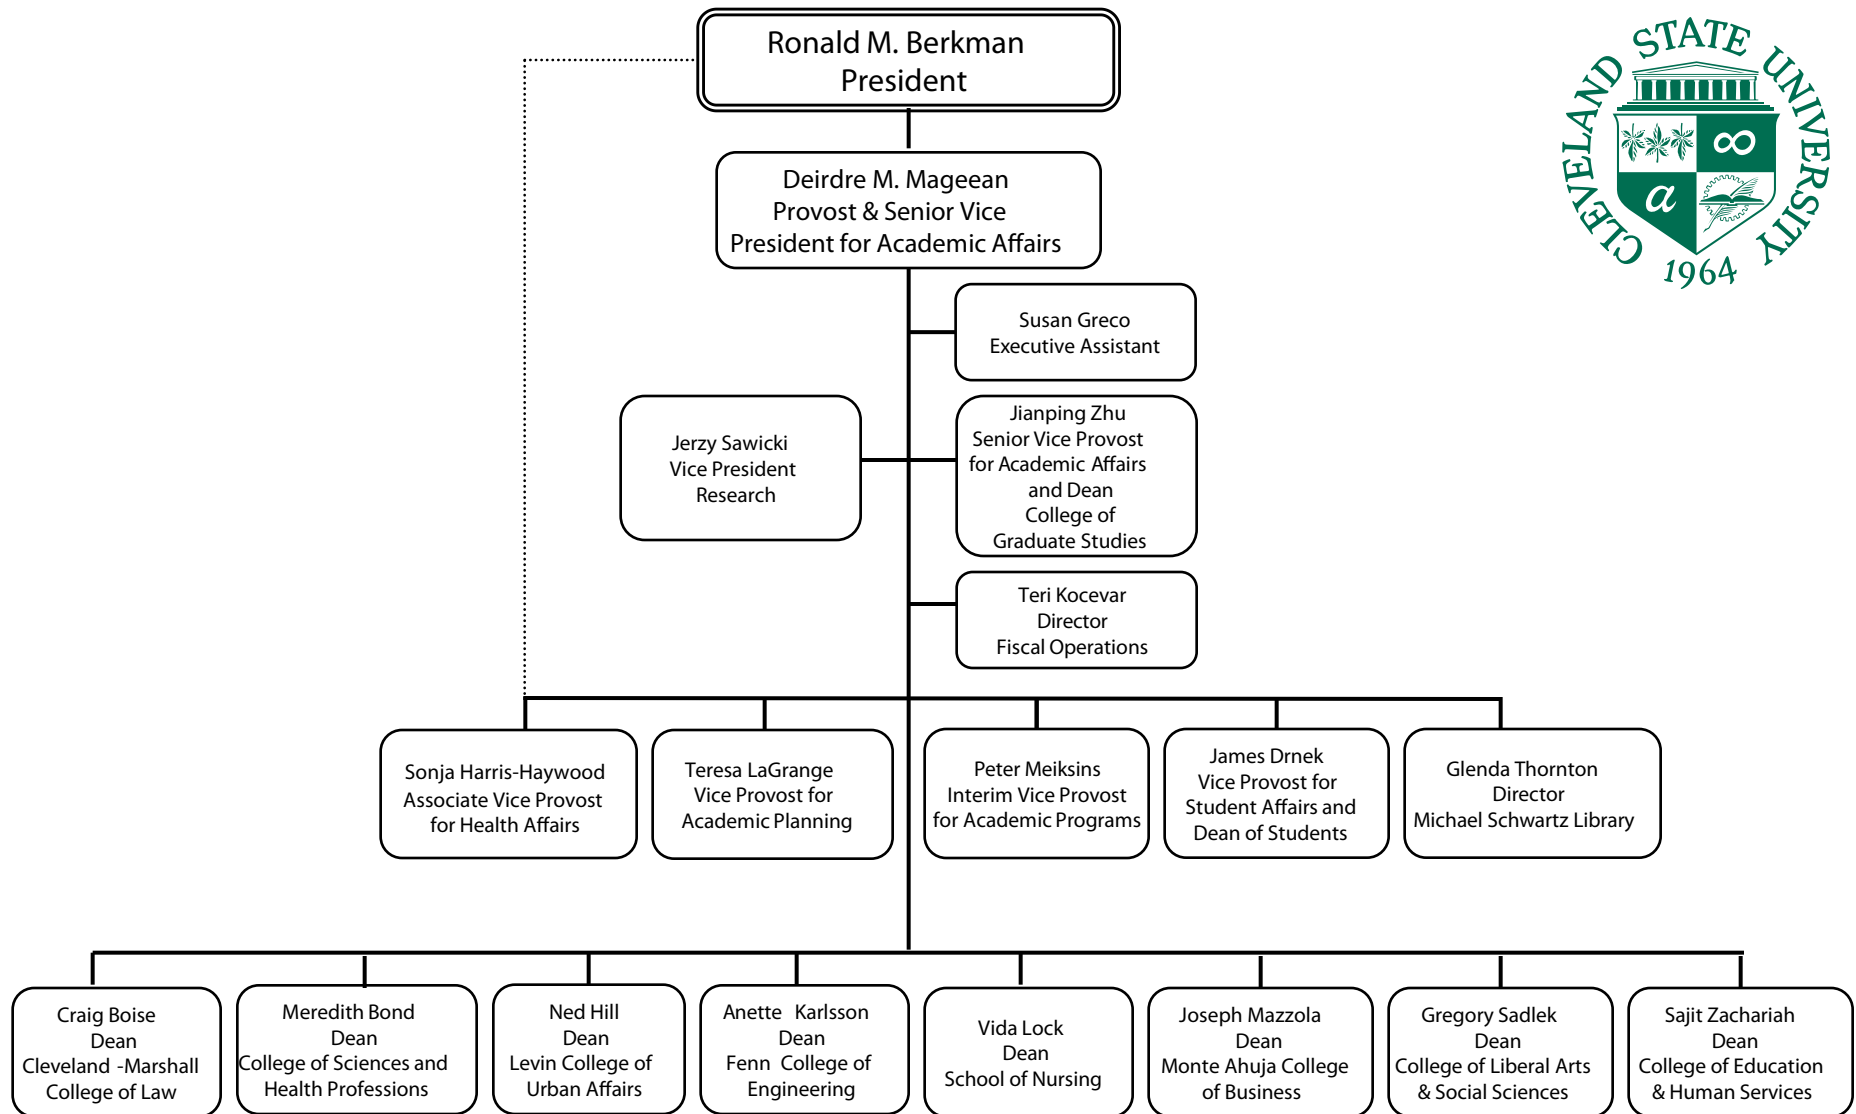 Ronald M. Berkman
President
CLEVELAND STATE UNIVERSITY
∞
a
1964
Deirdre M. Mageean
Provost & Senior Vice
President for Academic Affairs
Susan Greco
Executive Assistant
Jerzy Sawicki
Vice President
Research
Jianping Zhu
Senior Vice Provost
for Academic Affairs
and Dean
College of
Graduate Studies
Teri Kocevar
Director
Fiscal Operations
Sonja Harris-Haywood
Associate Vice Provost
for Health Affairs
Teresa LaGrange
Vice Provost for
Academic Planning
Peter Meiksins
Interim Vice Provost
for Academic Programs
James Drnek
Vice Provost for
Student Affairs and
Dean of Students
Glenda Thornton
Director
Michael Schwartz Library
Craig Boise
Dean
Cleveland -Marshall
College of Law
Meredith Bond
Dean
College of Sciences and
Health Professions
Ned Hill
Dean
Levin College of
Urban Affairs
Anette Karlsson
Dean
Fenn College of
Engineering
Vida Lock
Dean
School of Nursing
Joseph Mazzola
Dean
Monte Ahuja College
of Business
Gregory Sadlek
Dean
College of Liberal Arts
& Social Sciences
Sajit Zachariah
Dean
College of Education
& Human Services